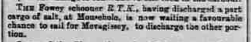 THE Fowey schooner R.T.K., having discharged a part
cargo of salt, at Mousehole, is now waiting a favourable
chance to sail for Mevagissey, to discharge the other por-
tion.